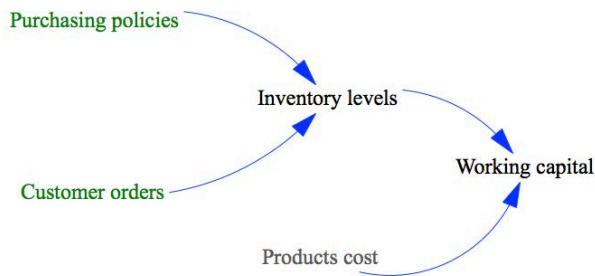 Purchasing policies
Inventory levels
Working capital
Customer orders
Products cost